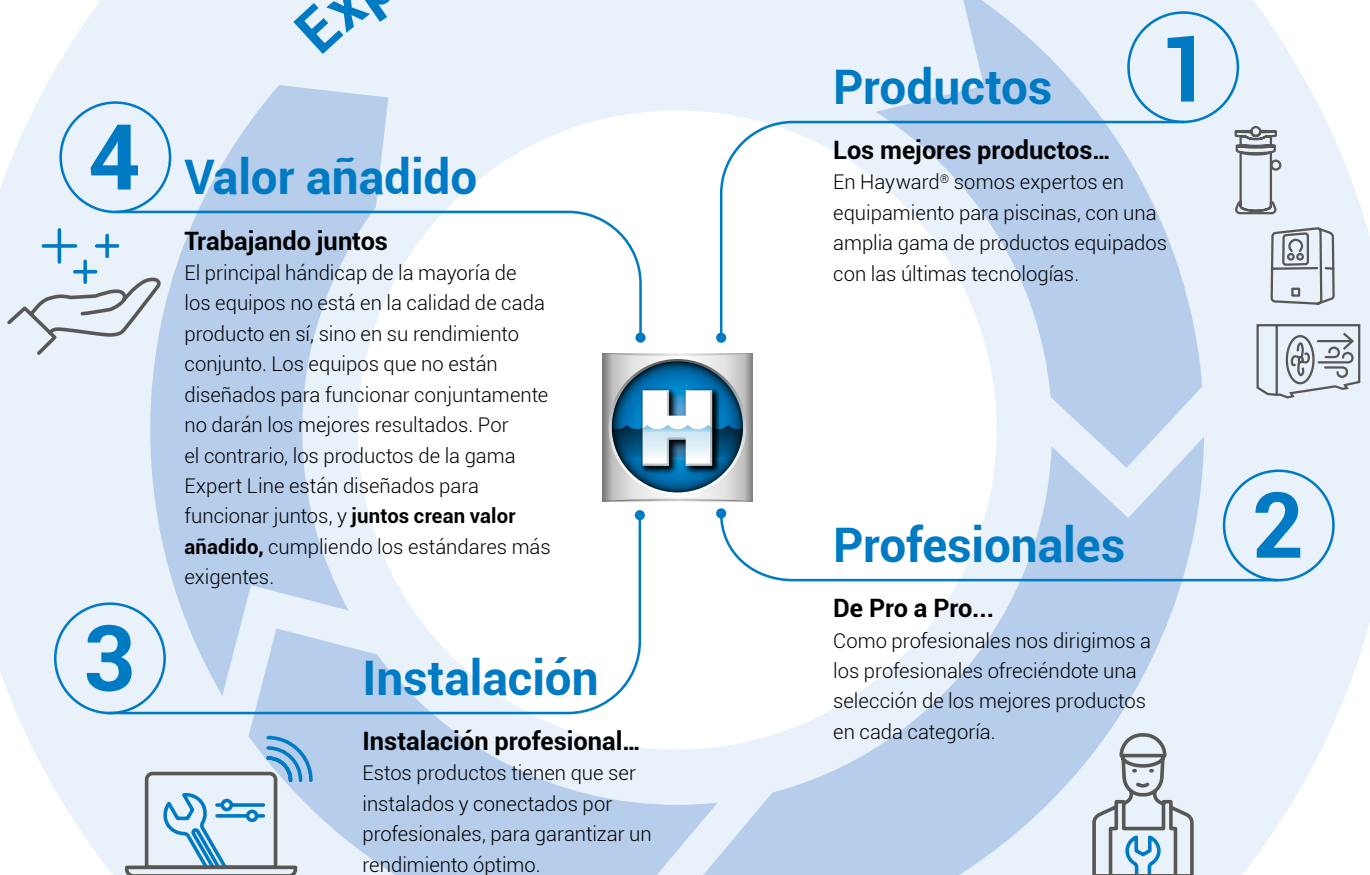 Exp
1
Productos
Los mejores productos…
En Hayward® somos expertos en
equipamiento para piscinas, con una
amplia gama de productos equipados
con las últimas tecnologías.
2
Profesionales
De Pro a Pro...
Como profesionales nos dirigimos a
los profesionales ofreciéndote una
selección de los mejores productos
en cada categoría.
3
Instalación
Instalación profesional…
Estos productos tienen que ser
instalados y conectados por
profesionales, para garantizar un
rendimiento óptimo.
4
Valor añadido
Trabajando juntos
El principal hándicap de la mayoría de
los equipos no está en la calidad de cada
producto en sí, sino en su rendimiento
conjunto. Los equipos que no están
diseñados para funcionar conjuntamente
no darán los mejores resultados. Por
el contrario, los productos de la gama
Expert Line están diseñados para
funcionar juntos, y juntos crean valor
añadido, cumpliendo los estándares más
exigentes.
H